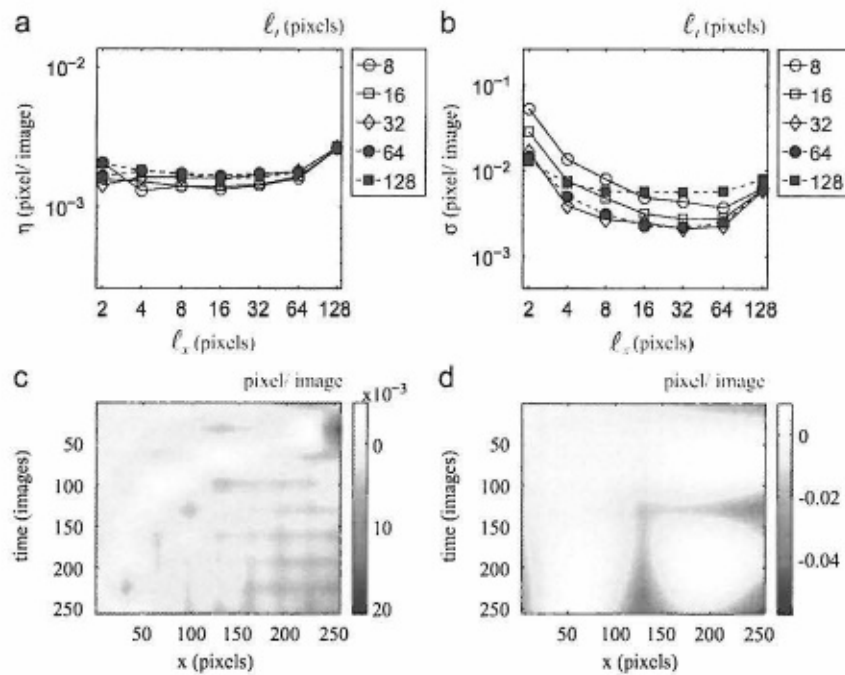 a
ℓt (pixels)
10-2
10-3
η (pixel/ image)
8
16
32
64
128
2 4 8 16 32 64 128
ℓx (pixels)
b
ℓt (pixels)
10-1
10-2
10-3
σ (pixel/ image)
8
16
32
64
128
2 4 8 16 32 64 128
ℓx (pixels)
c
pixel/ image
x10-3
time (images)
50
100
150
200
250
50 100 150 200 250
x (pixels)
0
10
20
d
pixel/ image
time (images)
50
100
150
200
250
50 100 150 200 250
x (pixels)
0
-0.02
-0.04